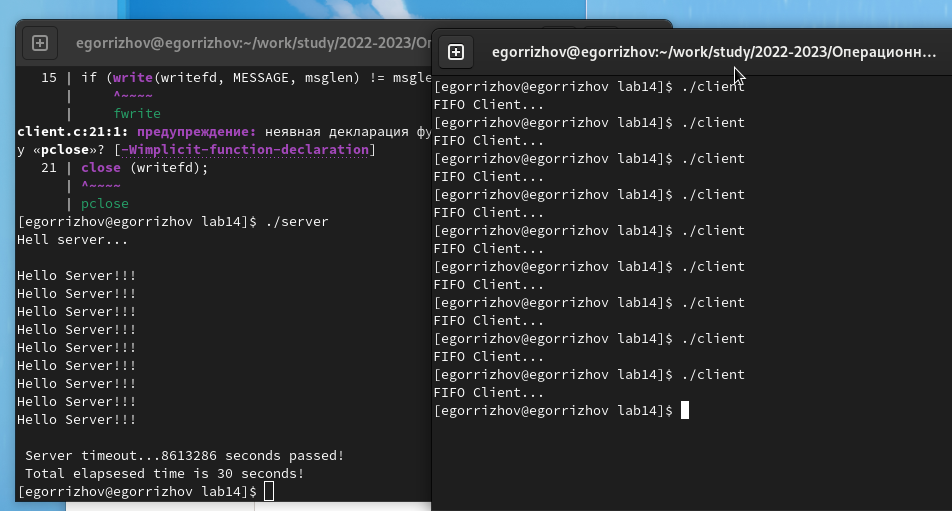 egorrizhov@egorrizhov:~/work/study/2022-2023/О
15 | if (write(writefd, MESSAGE, msglen) != msgle
| ^~~~~
| fwrite
client.c:21:1: предупреждение: неявная декларация фу
у «pclose»? [-Wimplicit-function-declaration]
21 | close (writefd);
| ^~~~~
| pclose
[egorrizhov@egorrizhov lab14]$ ./server
Hell server...
Hello Server!!!
Hello Server!!!
Hello Server!!!
Hello Server!!!
Hello Server!!!
Hello Server!!!
Hello Server!!!
Hello Server!!!
Hello Server!!!
Server timeout...8613286 seconds passed!
Total elapsesed time is 30 seconds!
[egorrizhov@egorrizhov lab14]$
egorrizhov@egorrizhov:~/work/study/2022-2023/Операционн...
[egorrizhov@egorrizhov lab14]$ ./client
FIFO Client...
[egorrizhov@egorrizhov lab14]$ ./client
FIFO Client...
[egorrizhov@egorrizhov lab14]$ ./client
FIFO Client...
[egorrizhov@egorrizhov lab14]$ ./client
FIFO Client...
[egorrizhov@egorrizhov lab14]$ ./client
FIFO Client...
[egorrizhov@egorrizhov lab14]$ ./client
FIFO Client...
[egorrizhov@egorrizhov lab14]$ ./client
FIFO Client...
[egorrizhov@egorrizhov lab14]$ ./client
FIFO Client...
[egorrizhov@egorrizhov lab14]$ ./client
FIFO Client...
[egorrizhov@egorrizhov lab14]$